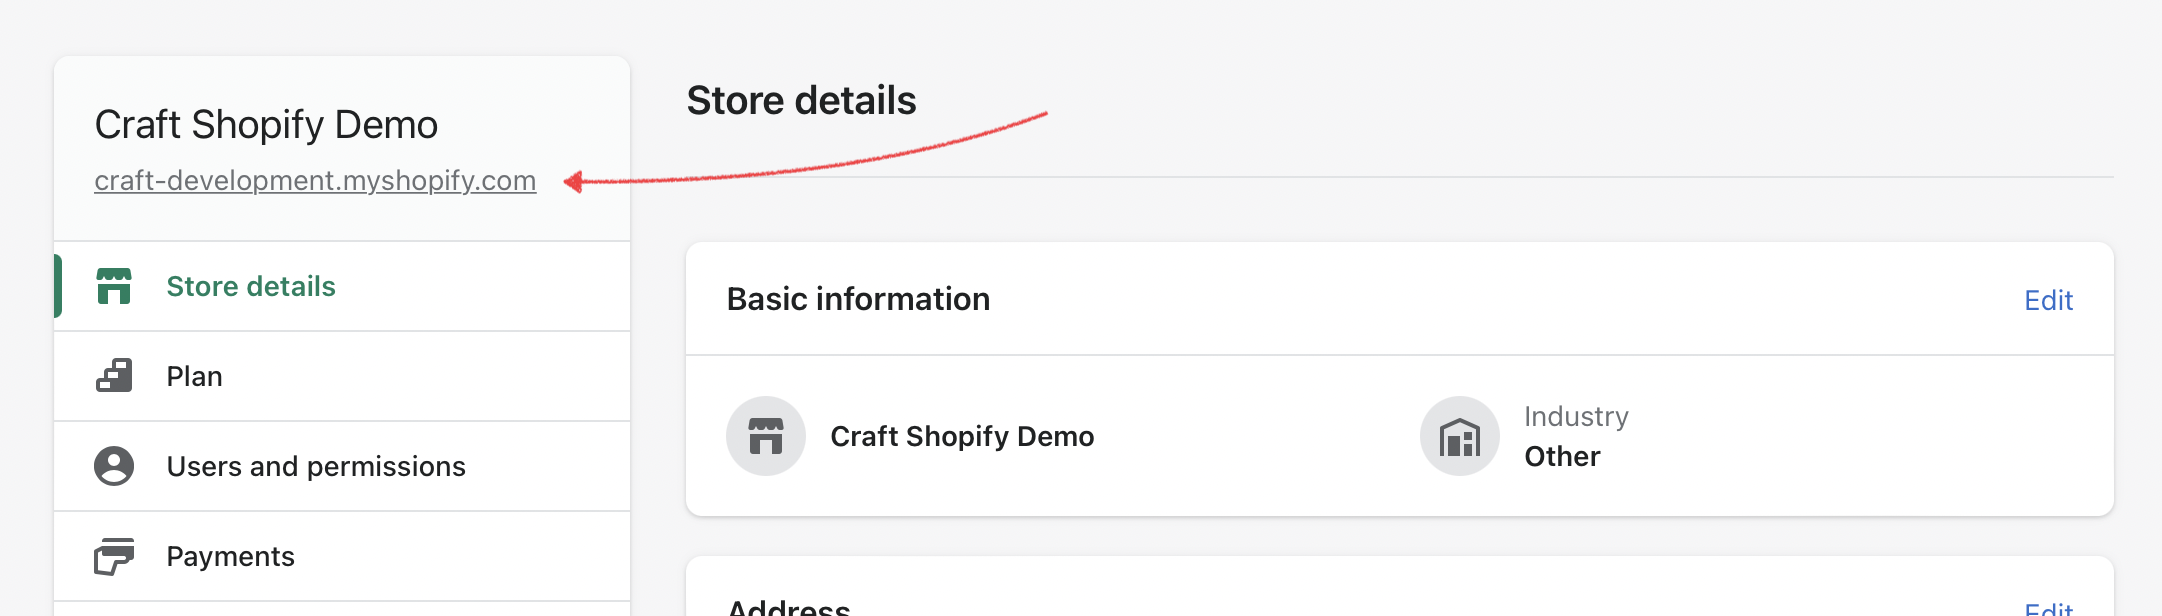 Craft Shopify Demo
craft-development.myshopify.com
Store details
Plan
Users and permissions
Payments
Store details
Basic information
Edit
Craft Shopify Demo
Industry
Other
Address
Edit